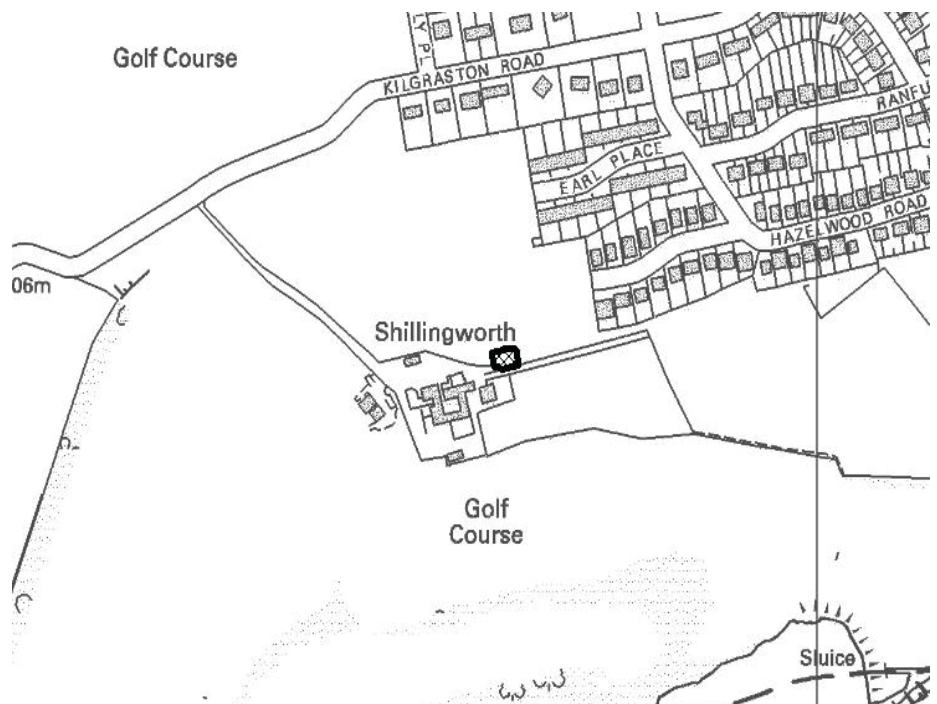 Golf Course
KILGRASTON ROAD
RANFU
EARL PLACE
HAZELWOOD ROAD
06m
Shillingworth
Golf
Course
Sluice